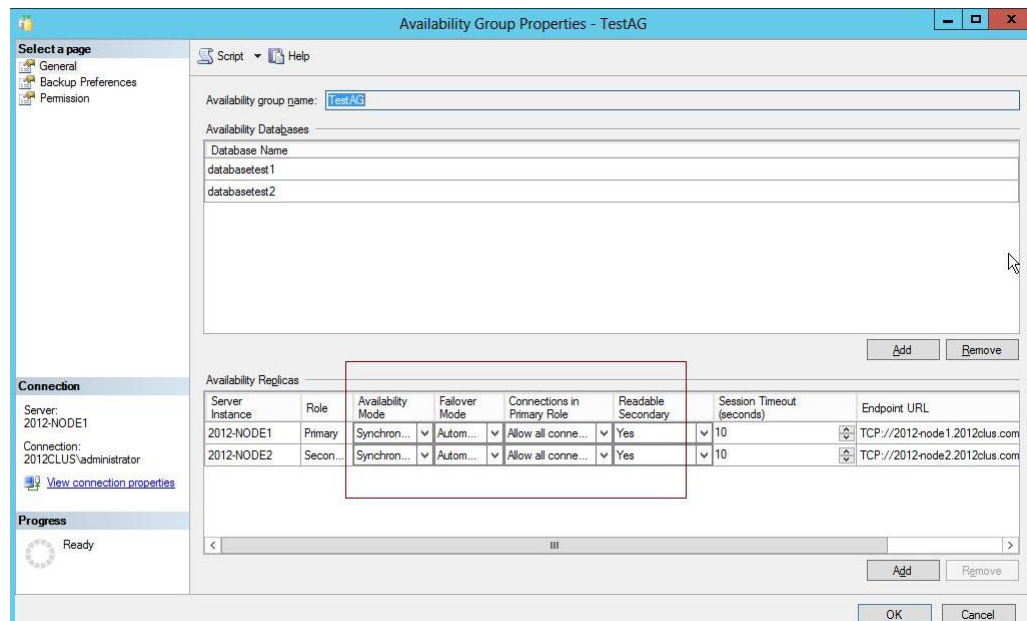 Availability Group Properties - TestAG
Select a page
General
Backup Preferences
Permission
Script Help
Availability group name: TestAG
Availability Databases
Database Name
databasetest1
databasetest2
Add Remove
Connection
Server:
2012-NODE1
Connection:
2012CLUS\administrator
View connection properties
Progress
Ready
Availability Replicas
Server Instance Role Availability Mode Failover Mode Connections in Primary Role Readable Secondary Session Timeout (seconds) Endpoint URL
2012-NODE1 Primary Synchron... Autom... Allow all conne... Yes 10 TCP://2012-node1.2012clus.com
2012-NODE2 Secon... Synchron... Autom... Allow all conne... Yes 10 TCP://2012-node2.2012clus.com
Add Remove
OK Cancel